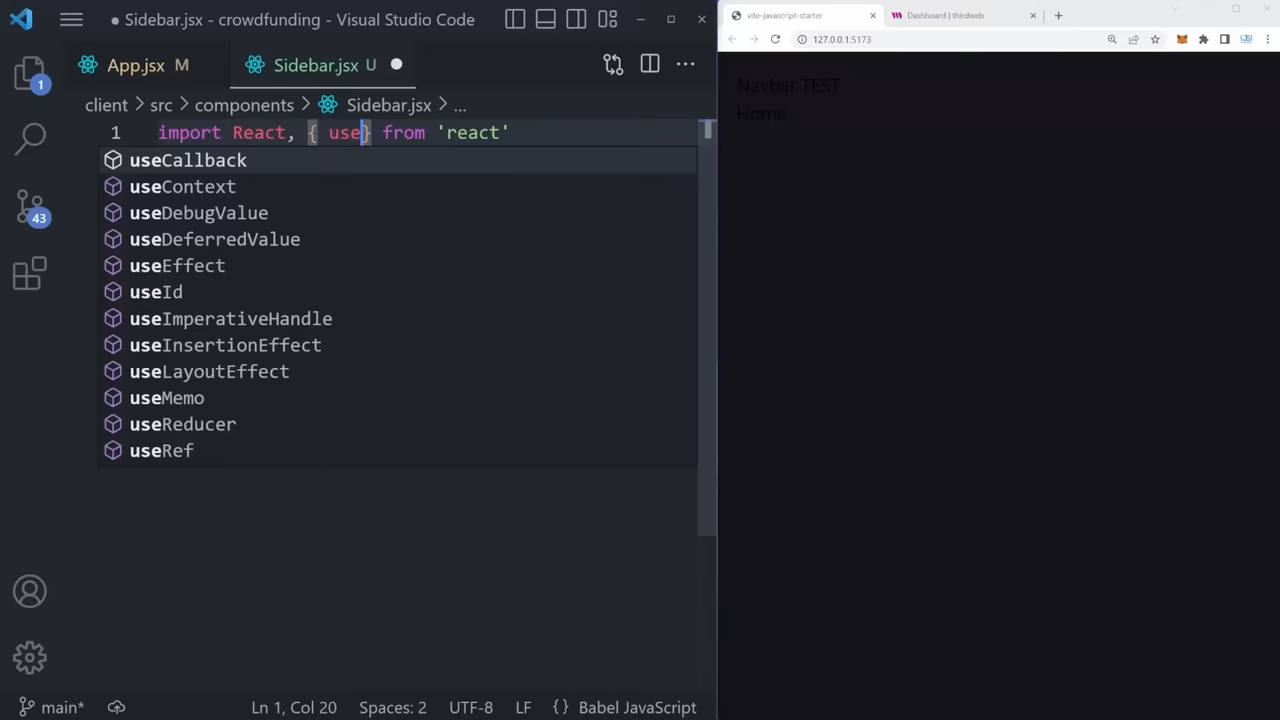 ● Sidebar.jsx - crowdfunding - Visual Studio Code
App.jsx M
Sidebar.jsx U
client > src > components > Sidebar.jsx > ...
1 import React, { use} from 'react'
useCallback
useContext
useDebugValue
useDeferredValue
useEffect
useId
useImperativeHandle
useInsertionEffect
useLayoutEffect
useMemo
useReducer
useRef
1
43
main*
Ln 1, Col 20
Spaces: 2
UTF-8
LF
{} Babel JavaScript
vite-javascript-starter
Dashboard | thirdweb
127.0.0.1:5173
Navbar TEST
Home